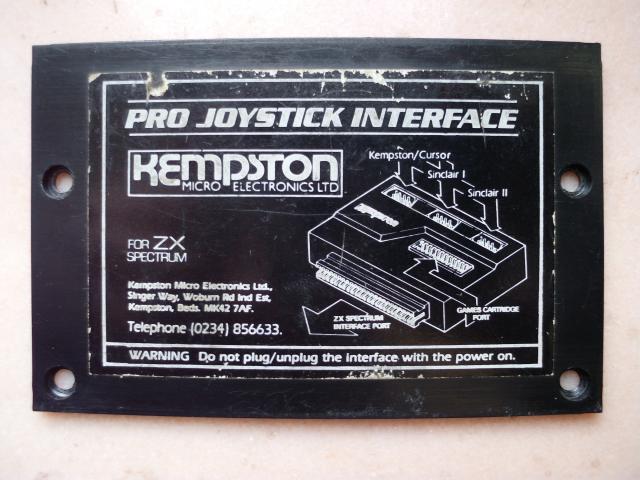 PRO JOYSTICK INTERFACE
KEMPSTON
MICRO ELECTRONICS LTD
Kempston/Cursor
Sinclair I
Sinclair II
FOR ZX
SPECTRUM
Kempston Micro Electronics Ltd.,
Singer Way, Woburn Rd Ind Est,
Kempston, Beds. MK42 7AF.
Telephone (0234) 856633.
ZX SPECTRUM
INTERFACE PORT
GAMES CARTRIDGE
PORT
WARNING Do not plug/unplug the interface with the power on.